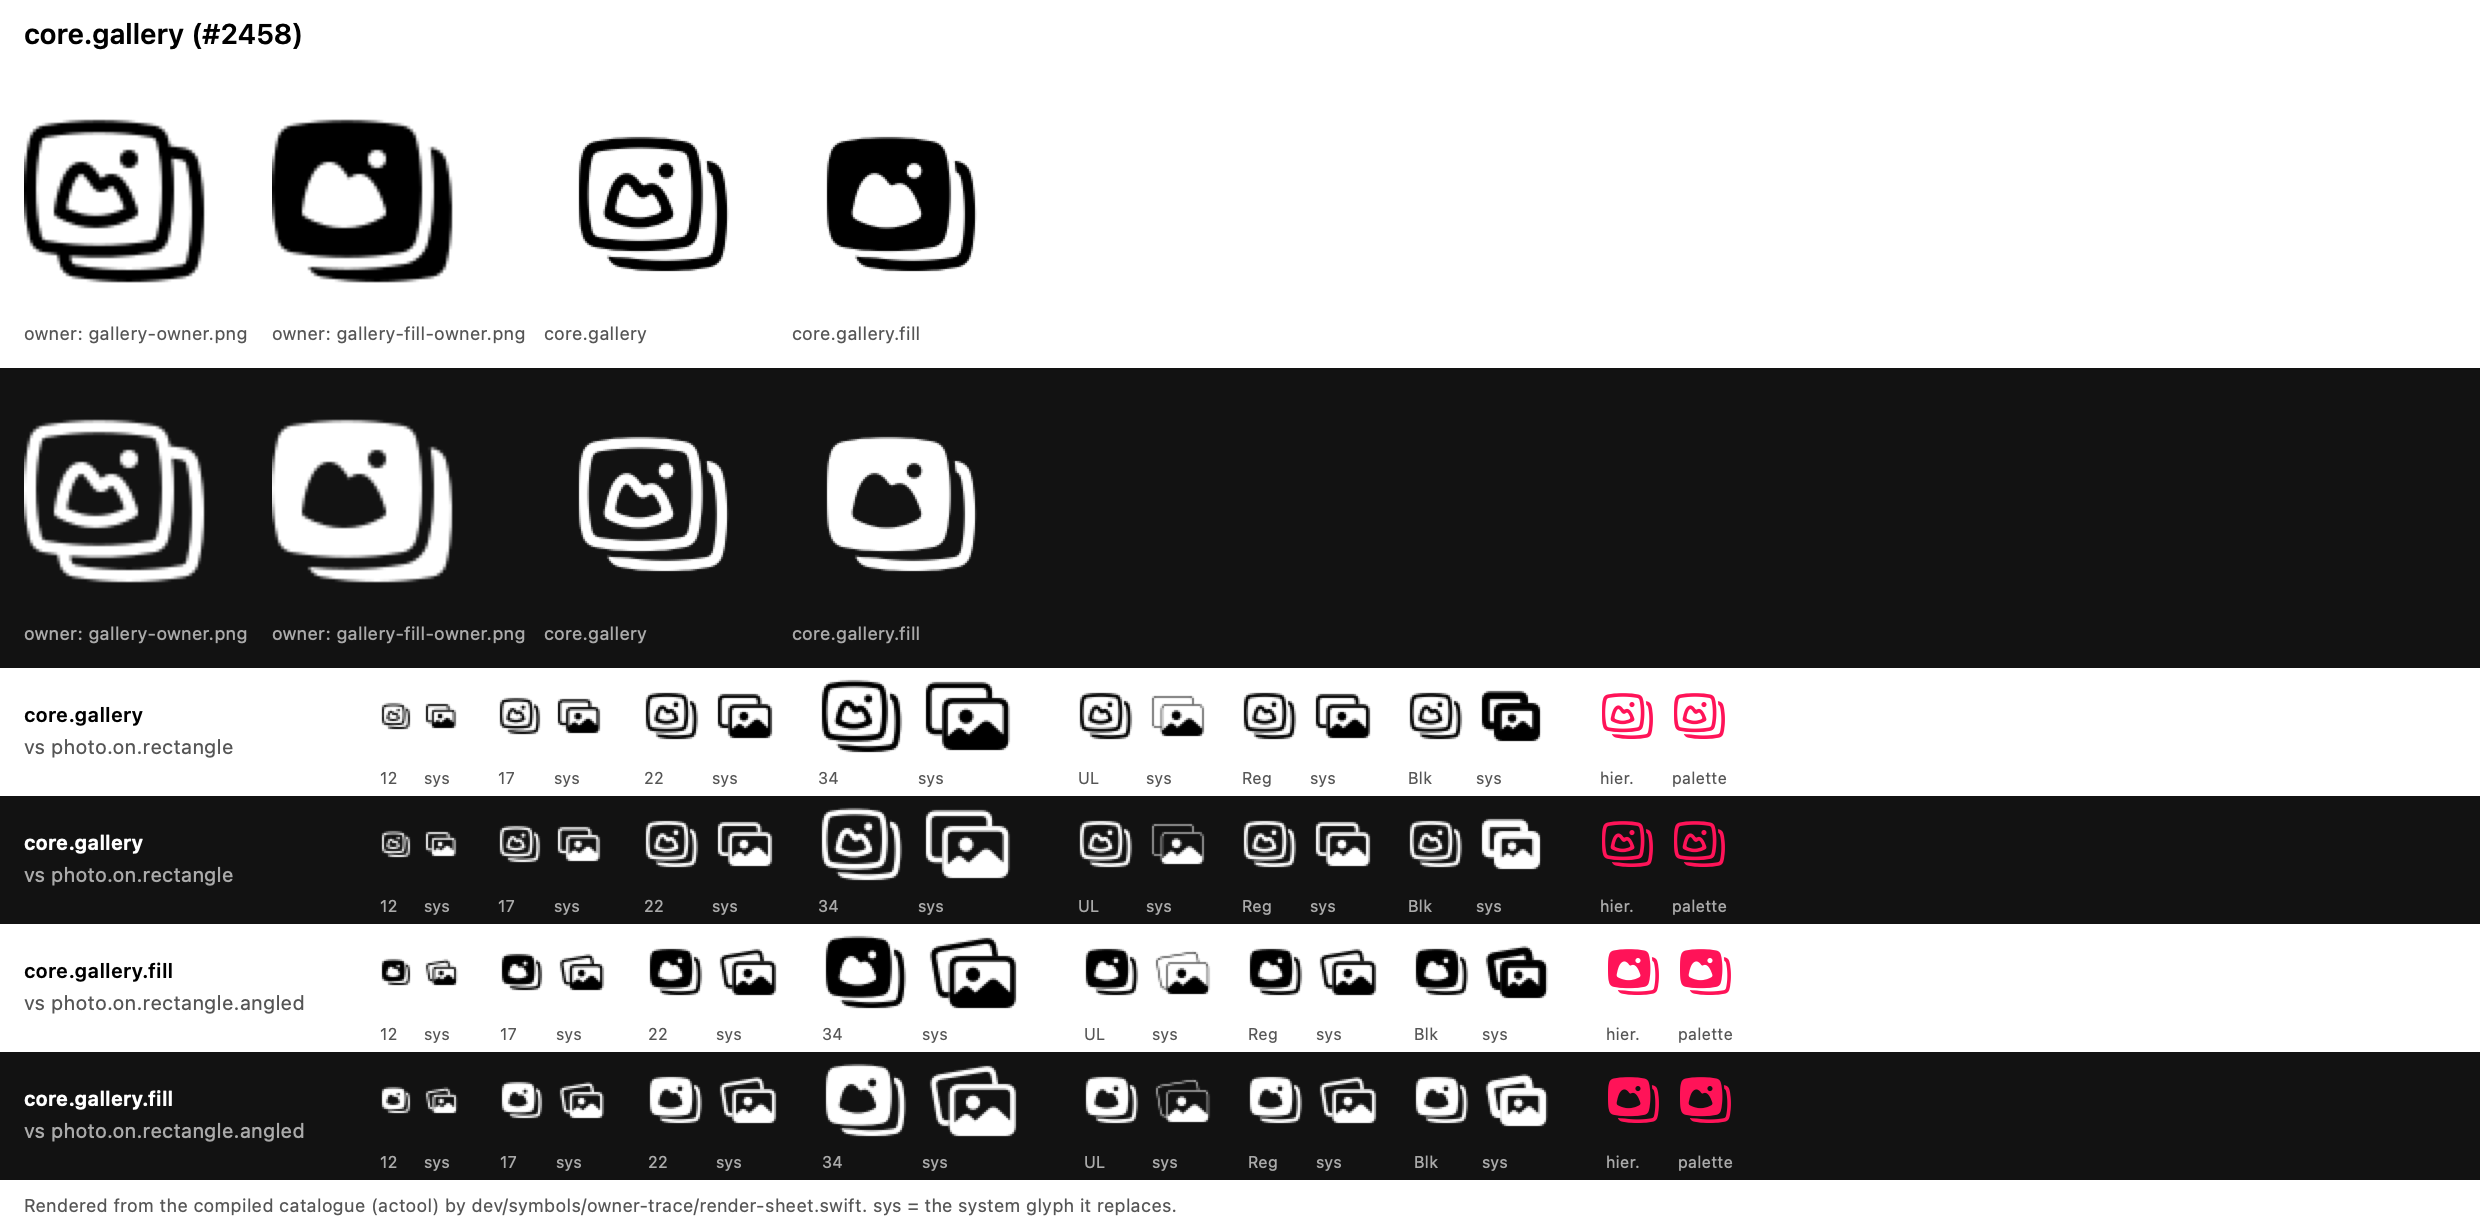 core.gallery (#2458)
owner: gallery-owner.png owner: gallery-fill-owner.png core.gallery core.gallery.fill
owner: gallery-owner.png owner: gallery-fill-owner.png core.gallery core.gallery.fill
core.gallery
vs photo.on.rectangle
12 sys 17 sys 22 sys 34 sys UL sys Reg sys Blk sys hier. palette
core.gallery
vs photo.on.rectangle
12 sys 17 sys 22 sys 34 sys UL sys Reg sys Blk sys hier. palette
core.gallery.fill
vs photo.on.rectangle.angled
12 sys 17 sys 22 sys 34 sys UL sys Reg sys Blk sys hier. palette
core.gallery.fill
vs photo.on.rectangle.angled
12 sys 17 sys 22 sys 34 sys UL sys Reg sys Blk sys hier. palette
Rendered from the compiled catalogue (actool) by dev/symbols/owner-trace/render-sheet.swift. sys = the system glyph it replaces.